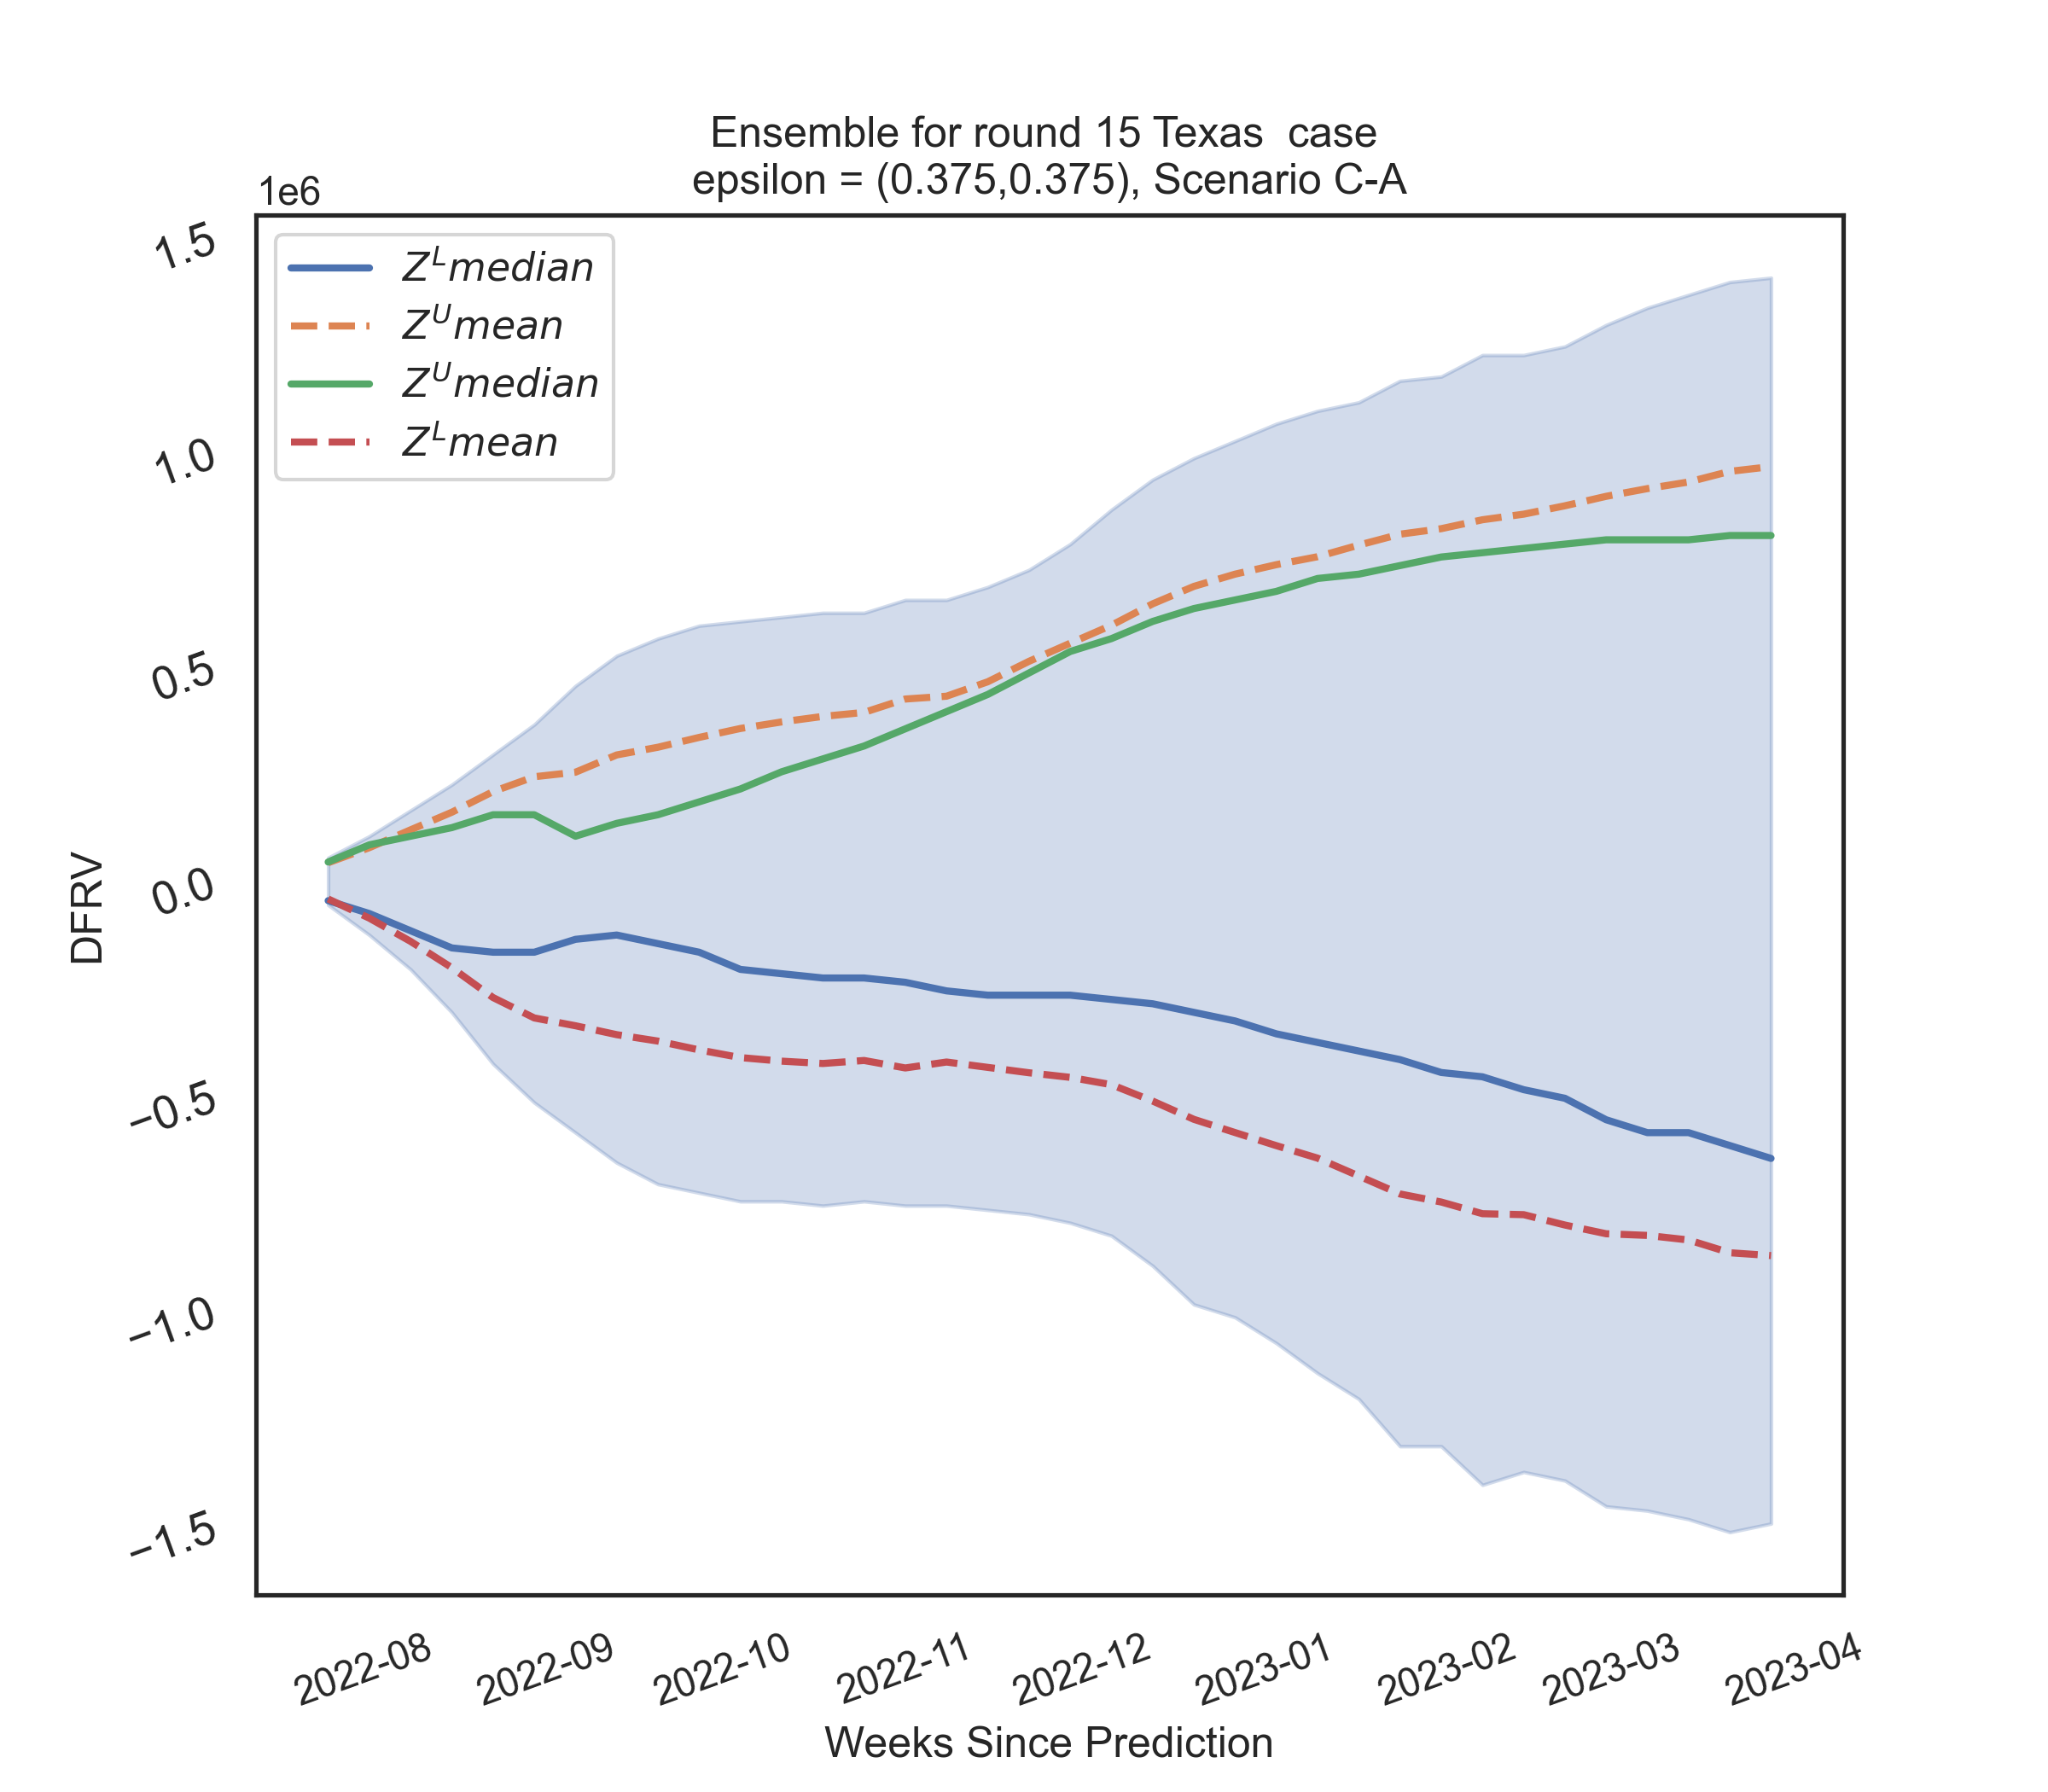 Ensemble for round 15 Texas  case
epsilon = (0.375,0.375), Scenario C-A
1e6
Z^L median
Z^U mean
Z^U median
Z^L mean
1.5
1.0
0.5
0.0
−0.5
−1.0
−1.5
DFRV
2022-08
2022-09
2022-10
2022-11
2022-12
2023-01
2023-02
2023-03
2023-04
Weeks Since Prediction